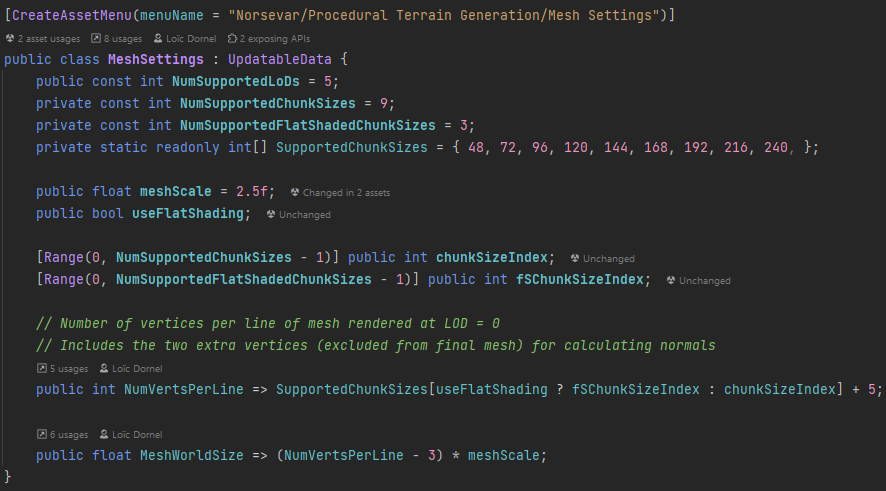 [CreateAssetMenu(menuName = "Norsevar/Procedural Terrain Generation/Mesh Settings")]
2 asset usages 8 usages Loïc Dornel 2 exposing APIs
public class MeshSettings : UpdatableData {
public const int NumSupportedLoDs = 5;
private const int NumSupportedChunkSizes = 9;
private const int NumSupportedFlatShadedChunkSizes = 3;
private static readonly int[] SupportedChunkSizes = { 48, 72, 96, 120, 144, 168, 192, 216, 240, };
public float meshScale = 2.5f; Changed in 2 assets
public bool useFlatShading; Unchanged
[Range(0, NumSupportedChunkSizes - 1)] public int chunkSizeIndex; Unchanged
[Range(0, NumSupportedFlatShadedChunkSizes - 1)] public int fSChunkSizeIndex; Unchanged
// Number of vertices per line of mesh rendered at LOD = 0
// Includes the two extra vertices (excluded from final mesh) for calculating normals
5 usages Loïc Dornel
public int NumVertsPerLine => SupportedChunkSizes[useFlatShading ? fSChunkSizeIndex : chunkSizeIndex] + 5;
6 usages Loïc Dornel
public float MeshWorldSize => (NumVertsPerLine - 3) * meshScale;
}